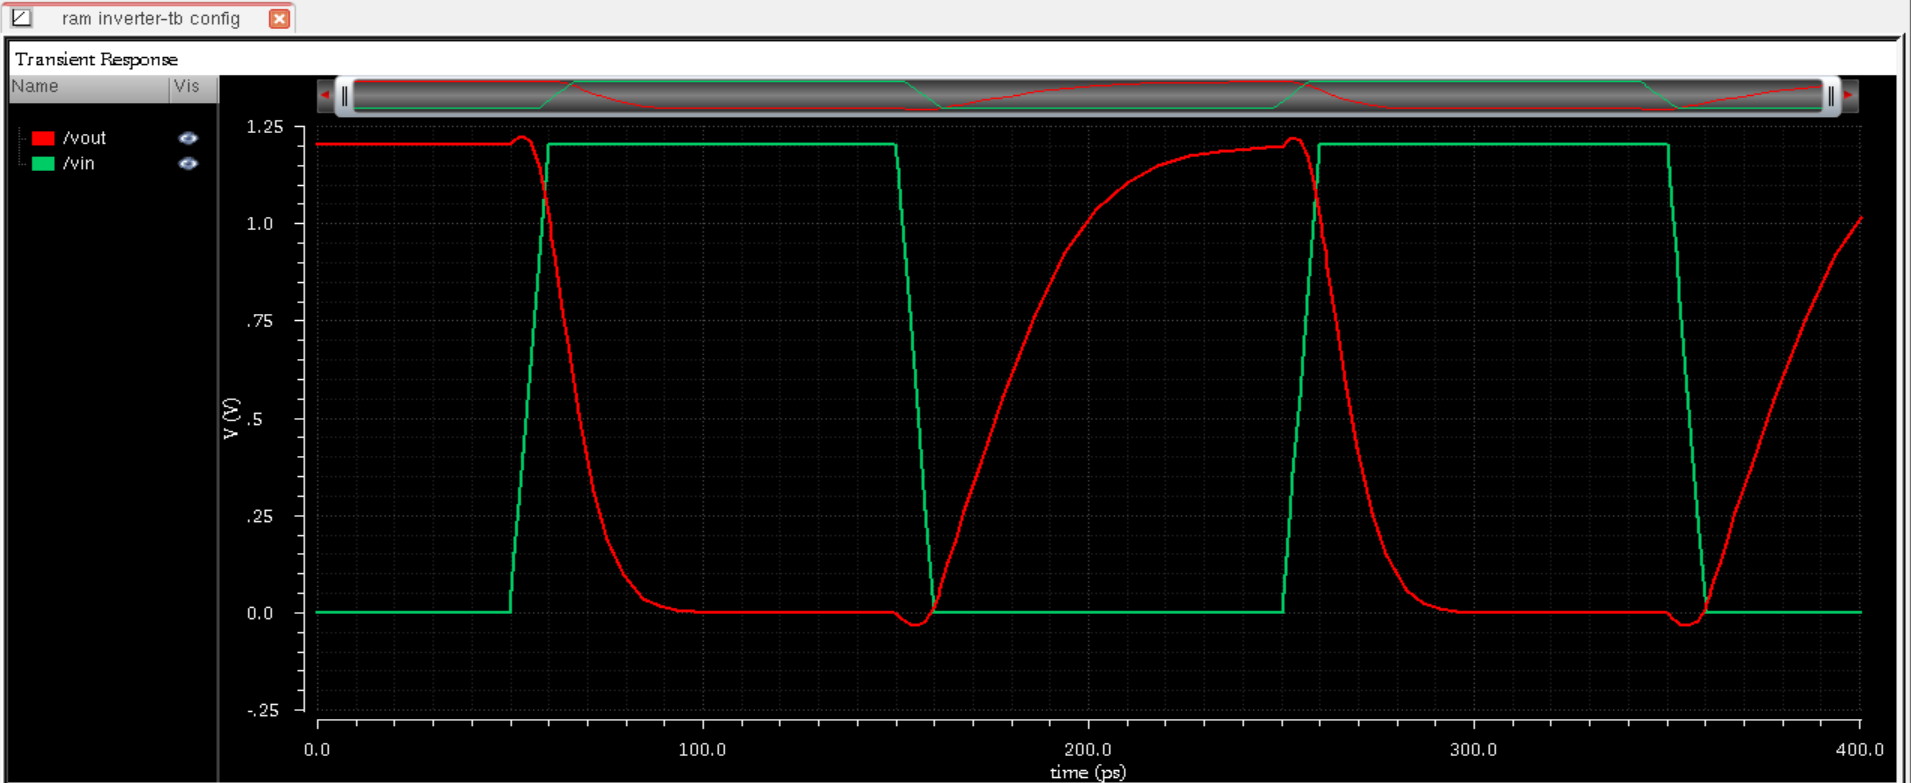 ram inverter-tb config
Transient Response
Name Vis
/vout
/vin
1.25
1.0
.75
.5
.25
0.0
-.25
V (V)
0.0 100.0 200.0 300.0 400.0
time (ps)